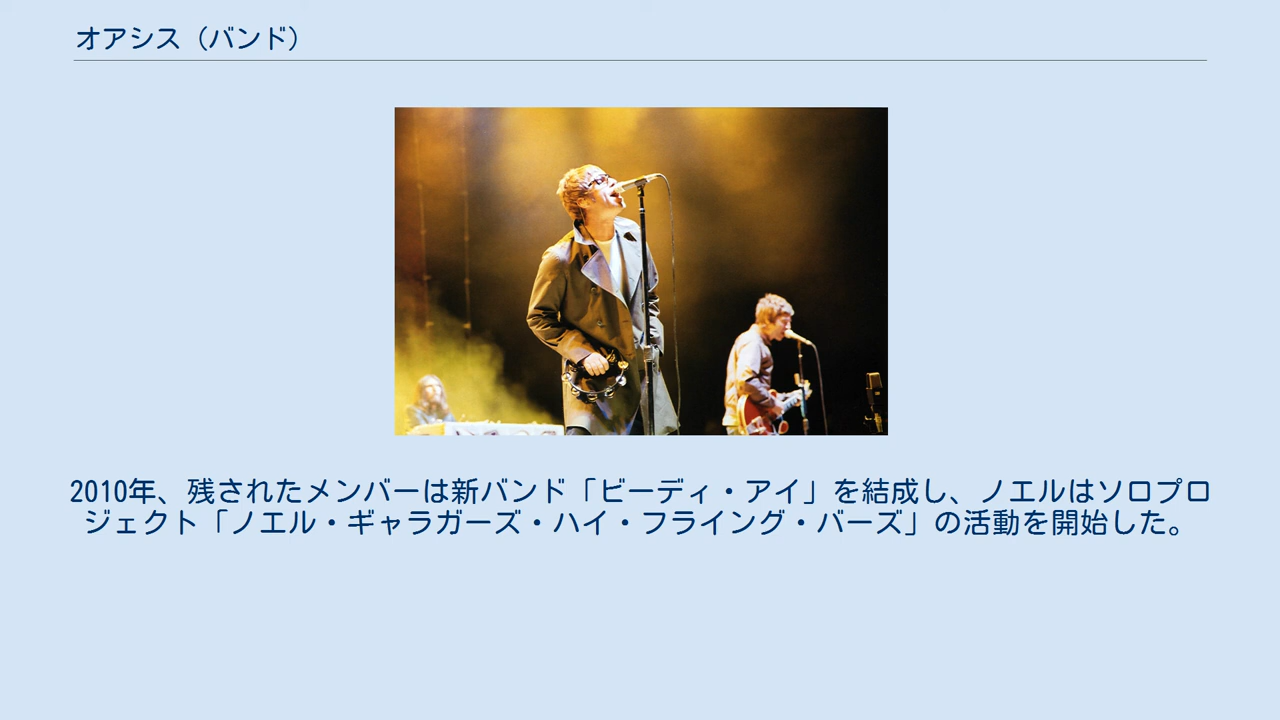 オアシス（バンド）
2010年、残されたメンバーは新バンド「ビーディ・アイ」を結成し、ノエルはソロプロ
ジェクト「ノエル・ギャラガーズ・ハイ・フライング・バーズ」の活動を開始した。